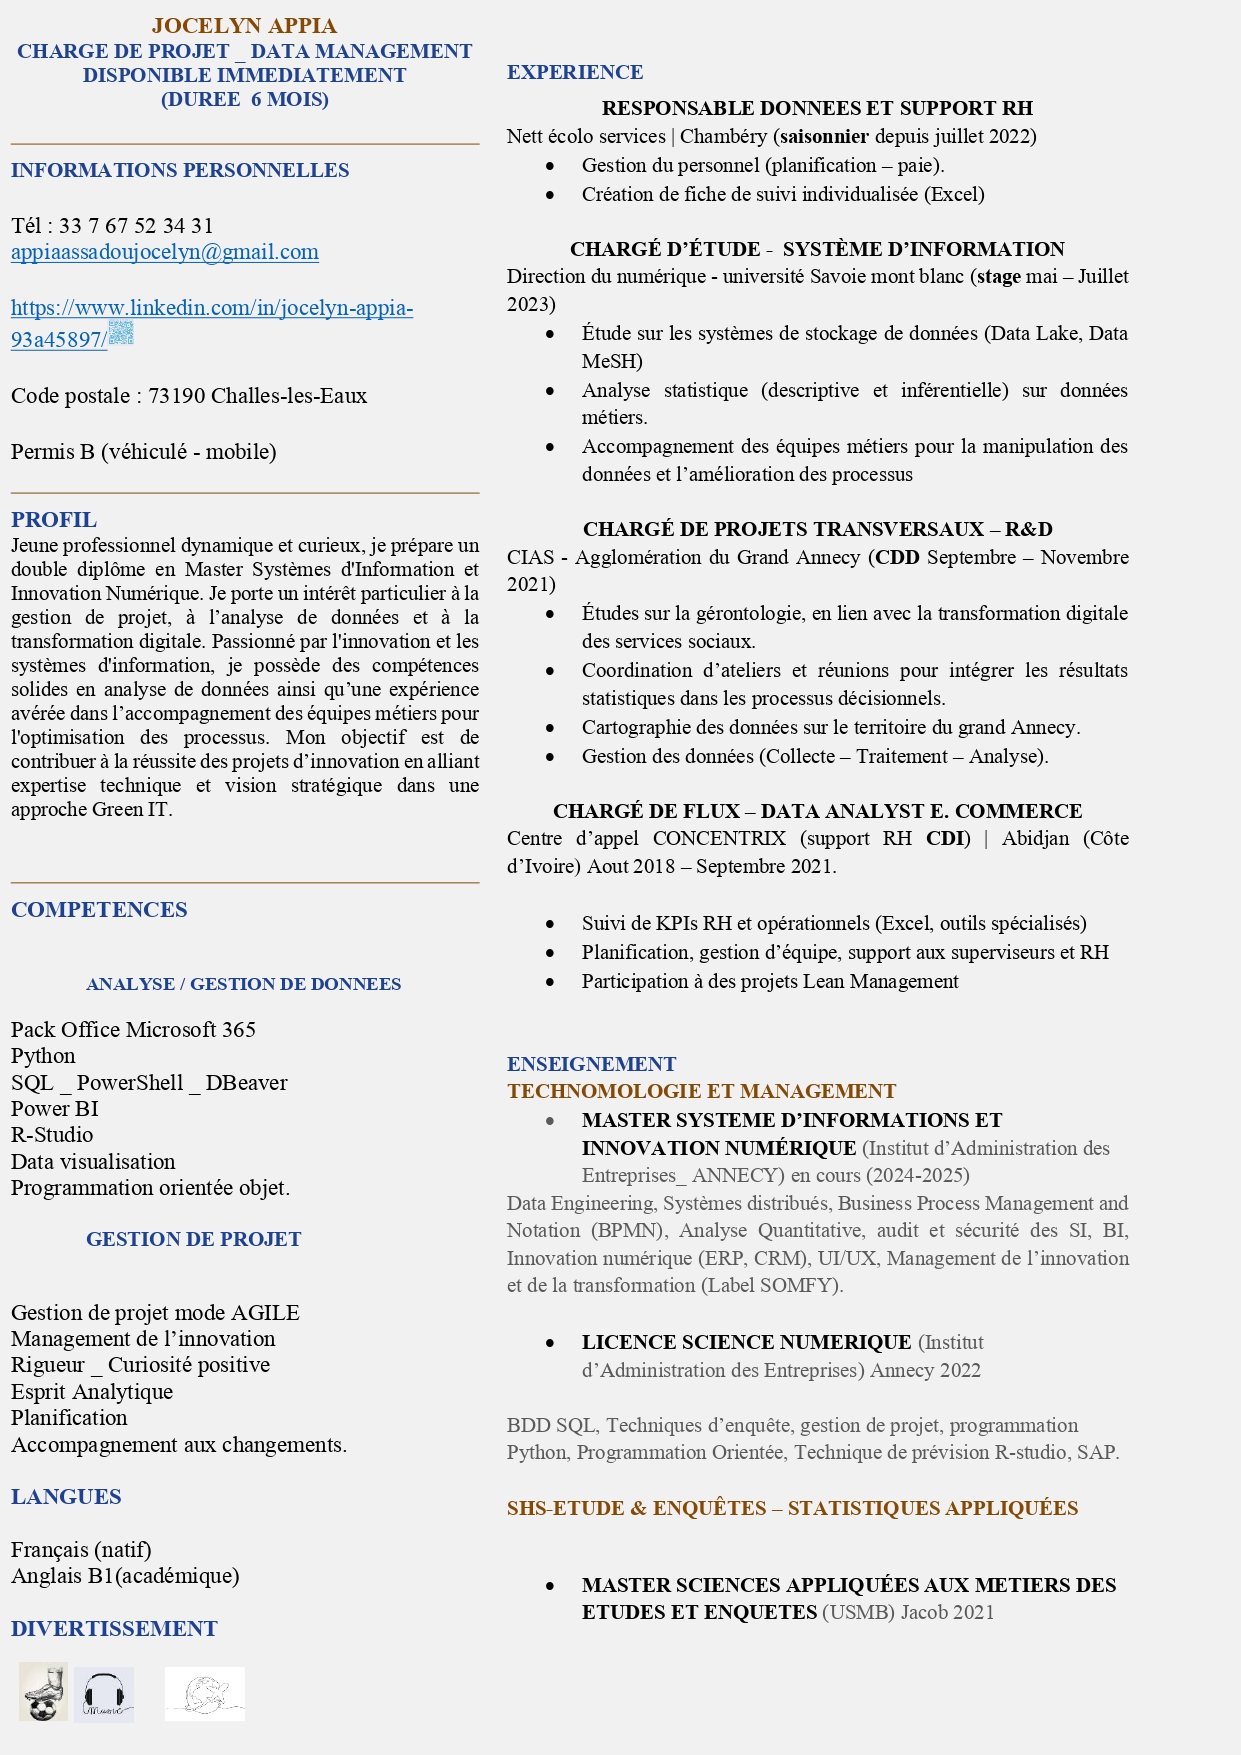 JOCELYN APPIA
CHARGE DE PROJET _ DATA MANAGEMENT
DISPONIBLE IMMEDIATEMENT
(DUREE 6 MOIS)
INFORMATIONS PERSONNELLES
Tél : 33 7 67 52 34 31
appiaassadoujocelyn@gmail.com
https://www.linkedin.com/in/jocelyn-appia-
93a45897/
Code postale : 73190 Challes-les-Eaux
Permis B (véhiculé - mobile)
PROFIL
Jeune professionnel dynamique et curieux, je prépare un
double diplôme en Master Systèmes d'Information et
Innovation Numérique. Je porte un intérêt particulier à la
gestion de projet, à l’analyse de données et à la
transformation digitale. Passionné par l'innovation et les
systèmes d'information, je possède des compétences
solides en analyse de données ainsi qu’une expérience
avérée dans l’accompagnement des équipes métiers pour
l'optimisation des processus. Mon objectif est de
contribuer à la réussite des projets d’innovation en alliant
expertise technique et vision stratégique dans une
approche Green IT.
COMPETENCES
ANALYSE / GESTION DE DONNEES
Pack Office Microsoft 365
Python
SQL _ PowerShell _ DBeaver
Power BI
R-Studio
Data visualisation
Programmation orientée objet.
GESTION DE PROJET
Gestion de projet mode AGILE
Management de l’innovation
Rigueur _ Curiosité positive
Esprit Analytique
Planification
Accompagnement aux changements.
LANGUES
Français (natif)
Anglais B1(académique)
DIVERTISSEMENT
Music
EXPERIENCE
RESPONSABLE DONNEES ET SUPPORT RH
Nett écolo services | Chambéry (saisonnier depuis juillet 2022)
• Gestion du personnel (planification – paie).
• Création de fiche de suivi individualisée (Excel)
CHARGÉ D’ÉTUDE - SYSTÈME D’INFORMATION
Direction du numérique - université Savoie mont blanc (stage mai – Juillet
2023)
• Étude sur les systèmes de stockage de données (Data Lake, Data
MeSH)
• Analyse statistique (descriptive et inférentielle) sur données
métiers.
• Accompagnement des équipes métiers pour la manipulation des
données et l’amélioration des processus
CHARGÉ DE PROJETS TRANSVERSAUX – R&D
CIAS - Agglomération du Grand Annecy (CDD Septembre – Novembre
2021)
• Études sur la gérontologie, en lien avec la transformation digitale
des services sociaux.
• Coordination d’ateliers et réunions pour intégrer les résultats
statistiques dans les processus décisionnels.
• Cartographie des données sur le territoire du grand Annecy.
• Gestion des données (Collecte – Traitement – Analyse).
CHARGÉ DE FLUX – DATA ANALYST E. COMMERCE
Centre d’appel CONCENTRIX (support RH CDI) | Abidjan (Côte
d’Ivoire) Aout 2018 – Septembre 2021.
• Suivi de KPIs RH et opérationnels (Excel, outils spécialisés)
• Planification, gestion d’équipe, support aux superviseurs et RH
• Participation à des projets Lean Management
ENSEIGNEMENT
TECHNOMOLOGIE ET MANAGEMENT
• MASTER SYSTEME D’INFORMATIONS ET
INNOVATION NUMÉRIQUE (Institut d’Administration des
Entreprises_ ANNECY) en cours (2024-2025)
Data Engineering, Systèmes distribués, Business Process Management and
Notation (BPMN), Analyse Quantitative, audit et sécurité des SI, BI,
Innovation numérique (ERP, CRM), UI/UX, Management de l’innovation
et de la transformation (Label SOMFY).
• LICENCE SCIENCE NUMERIQUE (Institut
d’Administration des Entreprises) Annecy 2022
BDD SQL, Techniques d’enquête, gestion de projet, programmation
Python, Programmation Orientée, Technique de prévision R-studio, SAP.
SHS-ETUDE & ENQUÊTES – STATISTIQUES APPLIQUÉES
• MASTER SCIENCES APPLIQUÉES AUX METIERS DES
ETUDES ET ENQUETES (USMB) Jacob 2021